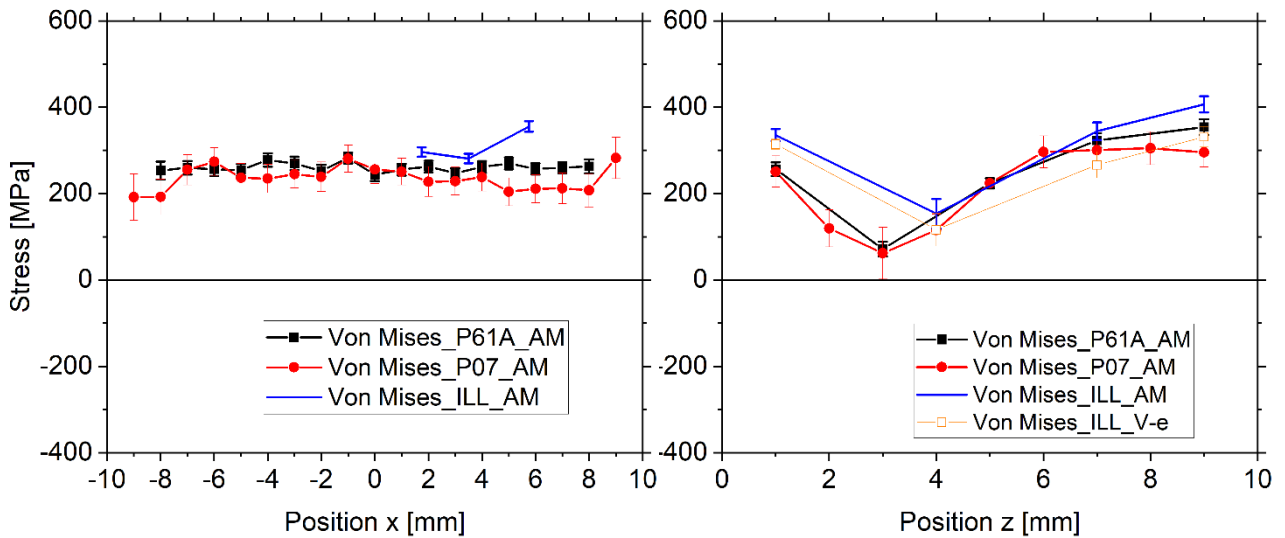 600
400
200
0
-200
-400
-10 -8 -6 -4 -2 0 2 4 6 8 10
Stress [MPa]
Position x [mm]
Von Mises_P61A_AM
Von Mises_P07_AM
Von Mises_ILL_AM
600
400
200
0
-200
-400
0 2 4 6 8 10
Position z [mm]
Von Mises_P61A_AM
Von Mises_P07_AM
Von Mises_ILL_AM
Von Mises_ILL_V-e